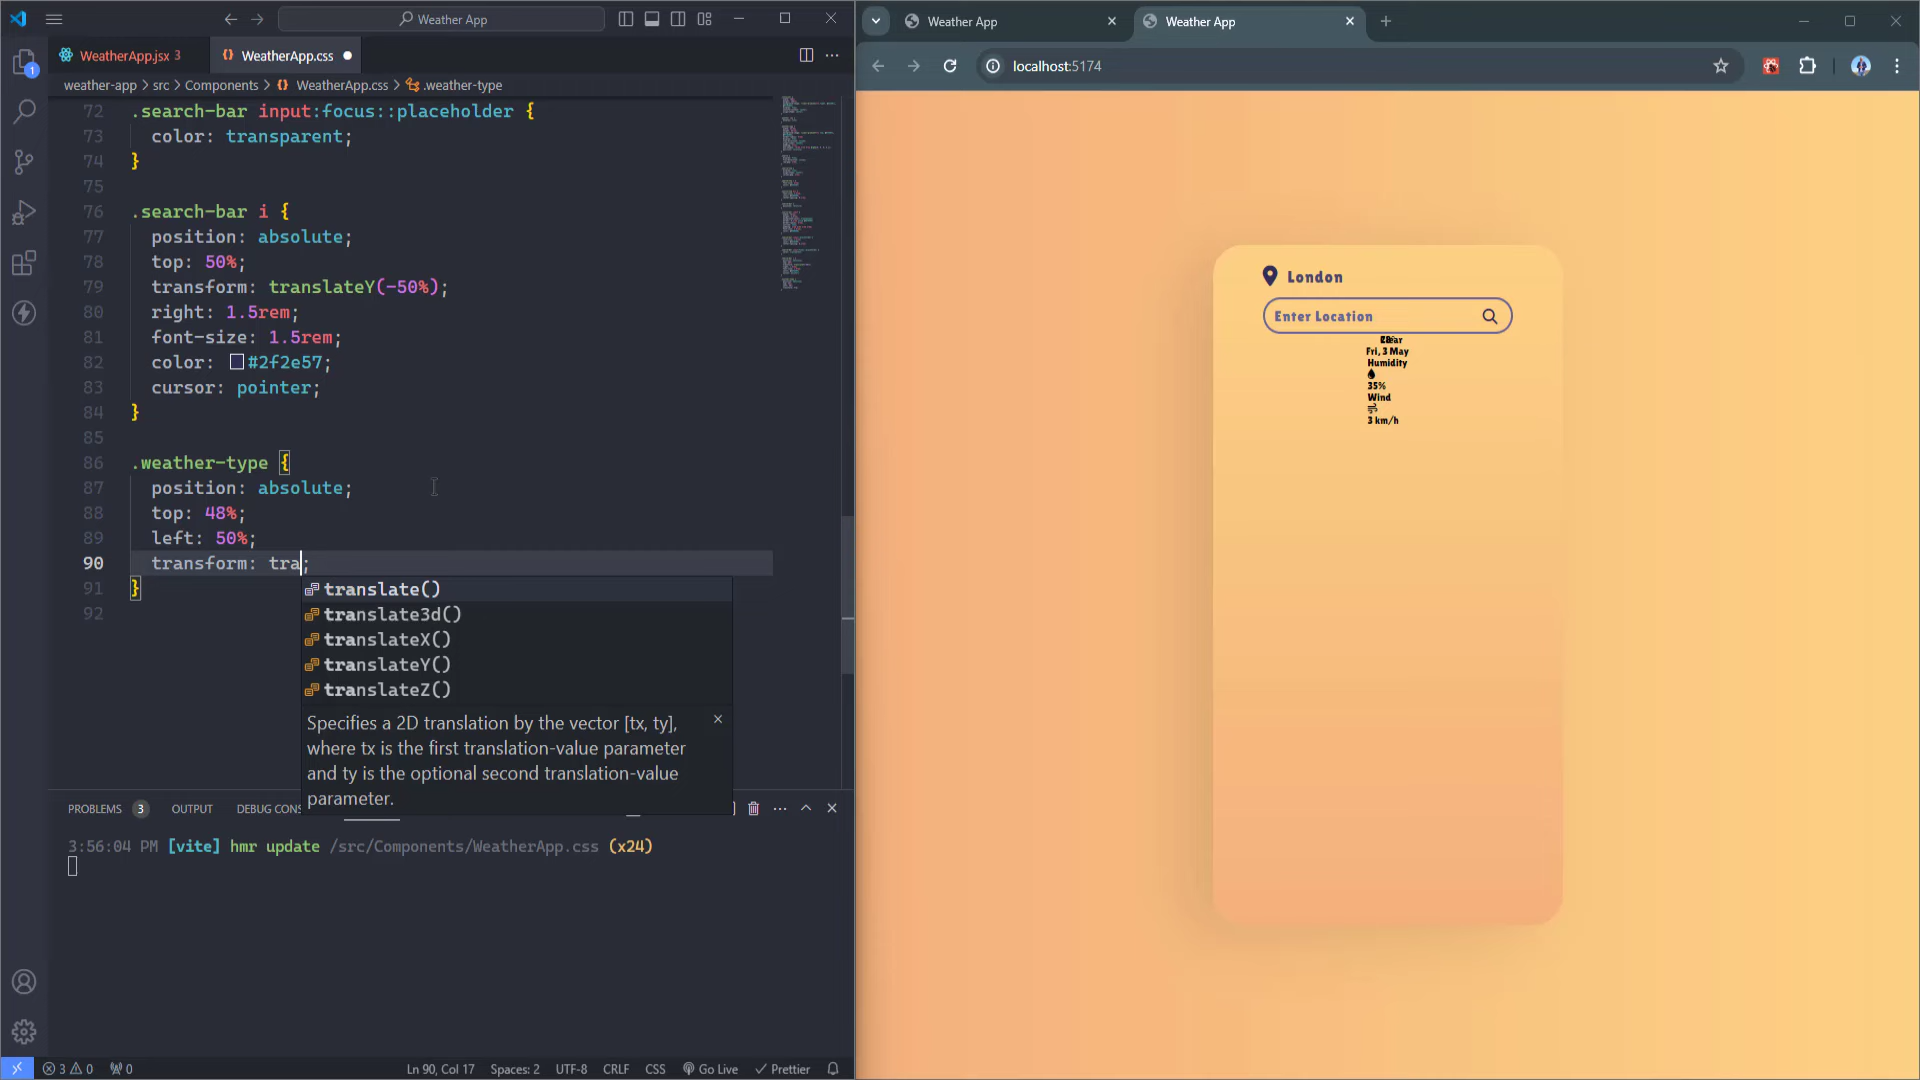 Weather App
WeatherApp.jsx 3
WeatherApp.css
weather-app > src > Components > WeatherApp.css > .weather-type
72 .search-bar input:focus::placeholder {
73 color: transparent;
74 }
75
76 .search-bar i {
77 position: absolute;
78 top: 50%;
79 transform: translateY(-50%);
80 right: 1.5rem;
81 font-size: 1.5rem;
82 color: #2f2e57;
83 cursor: pointer;
84 }
85
86 .weather-type {
87 position: absolute;
88 top: 48%;
89 left: 50%;
90 transform: tra;
91 }
92
translate()
translate3d()
translateX()
translateY()
translateZ()
Specifies a 2D translation by the vector [tx, ty],
where tx is the first translation-value parameter
and ty is the optional second translation-value
parameter.
PROBLEMS 3 OUTPUT DEBUG CONS
3:56:04 PM [vite] hmr update /src/Components/WeatherApp.css (x24)
1
3 0 0 Ln 90, Col 17 Spaces: 2 UTF-8 CRLF CSS Go Live Prettier
Weather App
Weather App
localhost:5174
London
Enter Location
Fri, 3 May
Humidity
35%
Wind
3 km/h